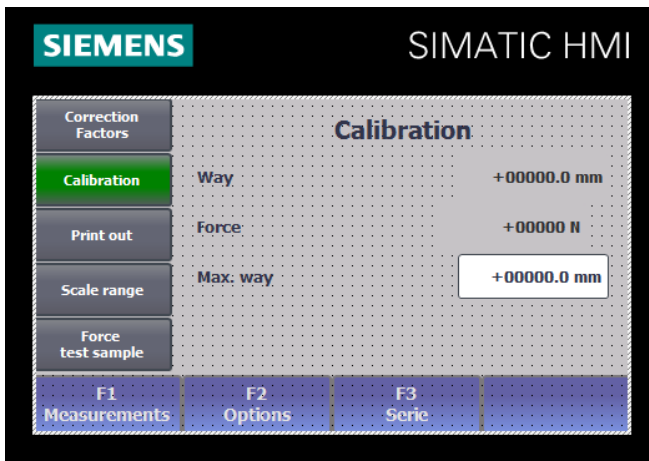 SIEMENS
SIMATIC HMI
Correction
Factors
Calibration
Calibration
Way
+00000.0 mm
Print out
Force
+00000 N
Scale range
Max. way
+00000.0 mm
Force
test sample
F1
Measurements
F2
Options
F3
Serie